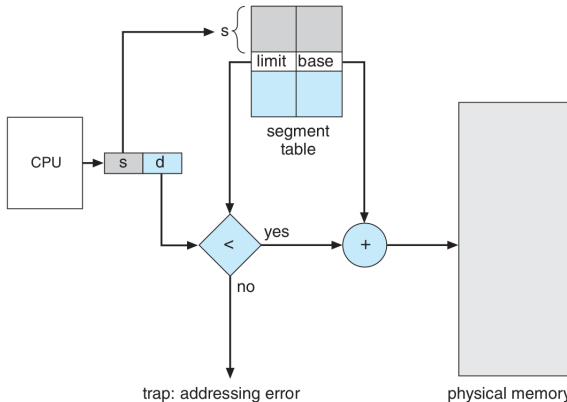 s
limit base
segment
table
CPU
s d
<
yes
+
no
trap: addressing error
physical memory